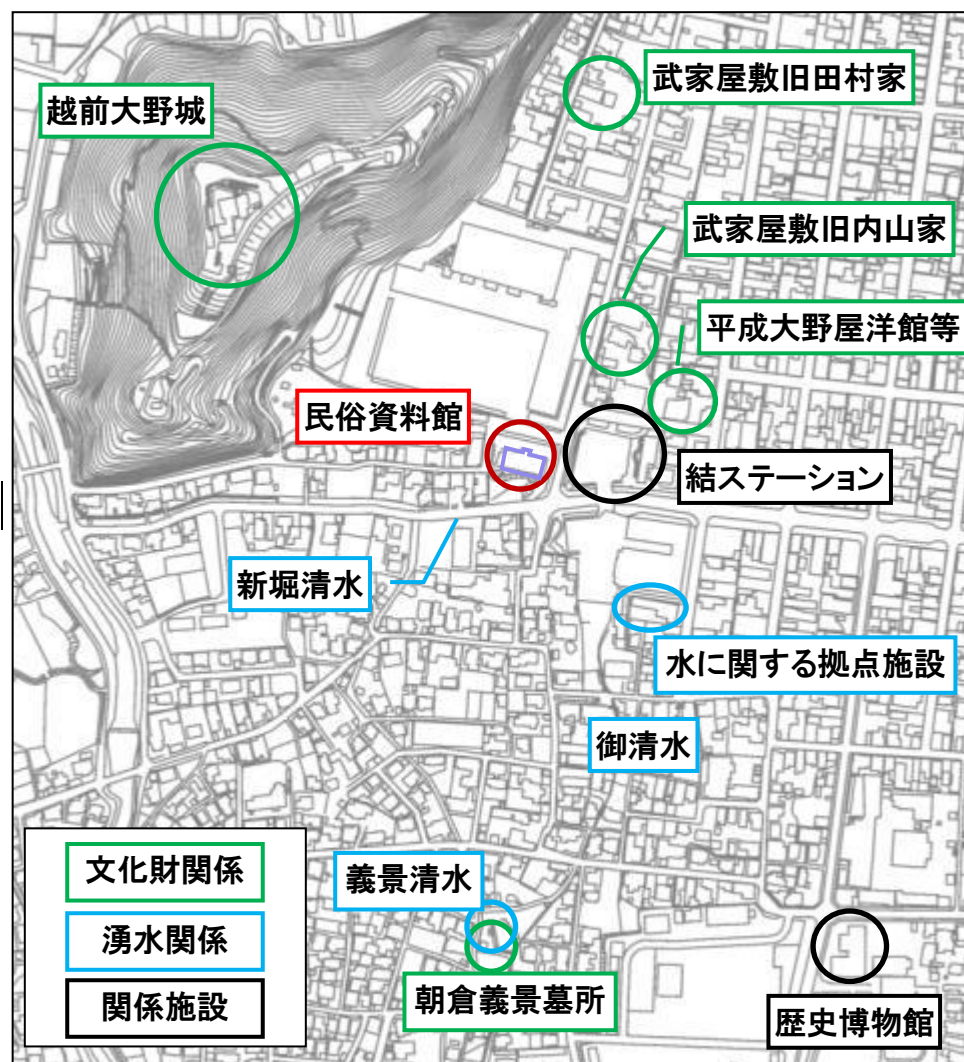 武家屋敷旧田村家
越前大野城
武家屋敷旧内山家
平成大野屋洋館等
民俗資料館
結ステーション
新堀清水
水に関する拠点施設
御清水
義景清水
朝倉義景墓所
歴史博物館
文化財関係
湧水関係
関係施設